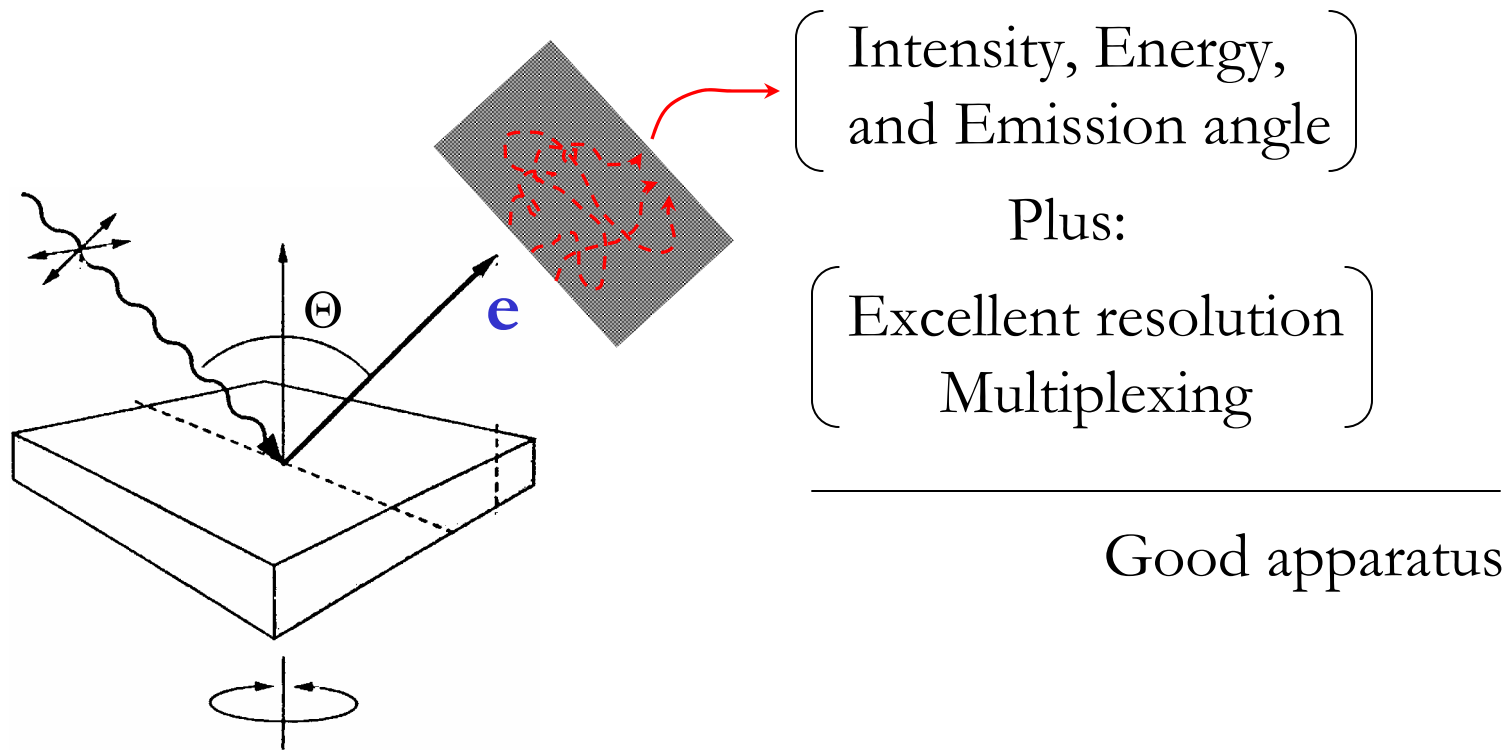 Intensity, Energy,
and Emission angle
Plus:
Θ
e
Excellent resolution
Multiplexing
Good apparatus